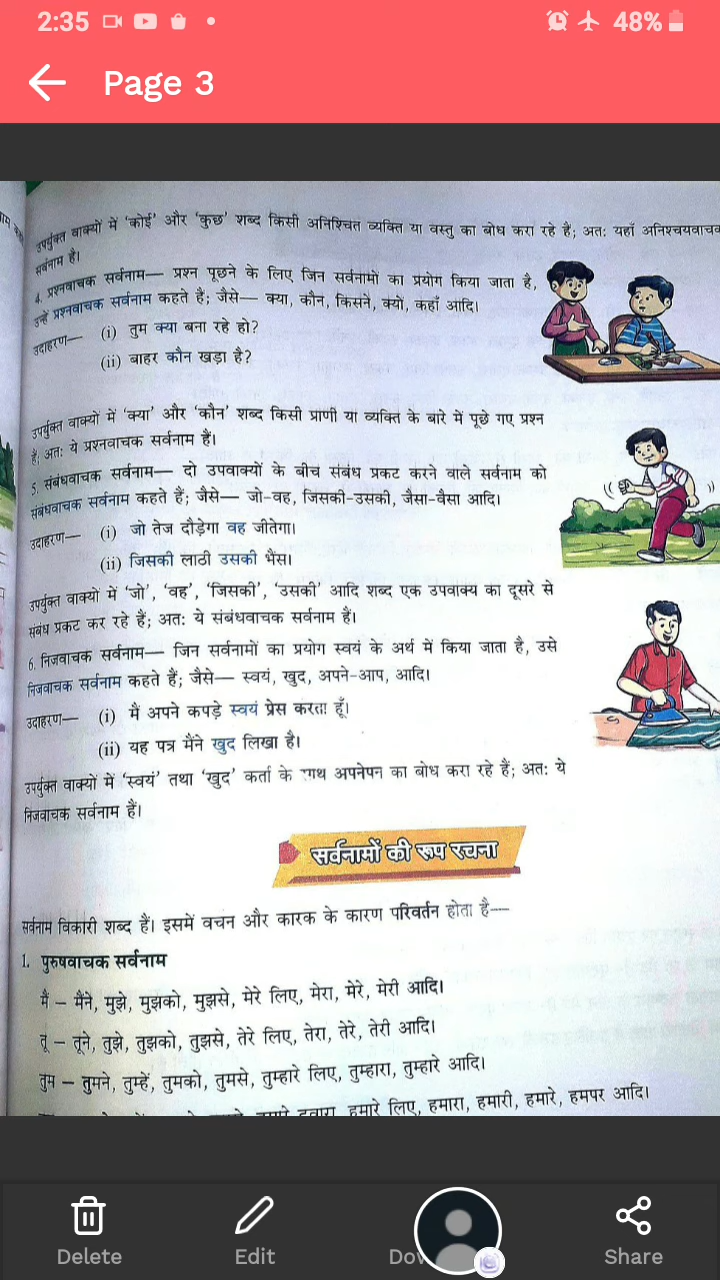 2:35
48%
Page 3
उपर्युक्त वाक्यों में 'कोई' और 'कुछ' शब्द किसी अनिश्चित व्यक्ति या वस्तु का बोध करा रहे हैं; अतः यहाँ अनिश्चयवाचक
सर्वनाम है।
4. प्रश्नवाचक सर्वनाम— प्रश्न पूछने के लिए जिन सर्वनामों का प्रयोग किया जाता है,
उन्हें प्रश्नवाचक सर्वनाम कहते हैं; जैसे— क्या, कौन, किसने, क्यों, कहाँ आदि।
उदाहरण— (i) तुम क्या बना रहे हो?
(ii) बाहर कौन खड़ा है?
उपर्युक्त वाक्यों में 'क्या' और 'कौन' शब्द किसी प्राणी या व्यक्ति के बारे में पूछे गए प्रश्न
हैं; अतः ये प्रश्नवाचक सर्वनाम हैं।
5. संबंधवाचक सर्वनाम— दो उपवाक्यों के बीच संबंध प्रकट करने वाले सर्वनाम को
संबंधवाचक सर्वनाम कहते हैं; जैसे— जो-वह, जिसकी-उसकी, जैसा-वैसा आदि।
उदाहरण— (i) जो तेज दौड़ेगा वह जीतेगा।
(ii) जिसकी लाठी उसकी भैंस।
उपर्युक्त वाक्यों में 'जो', 'वह', 'जिसकी', 'उसकी' आदि शब्द एक उपवाक्य का दूसरे से
संबंध प्रकट कर रहे हैं; अतः ये संबंधवाचक सर्वनाम हैं।
6. निजवाचक सर्वनाम— जिन सर्वनामों का प्रयोग स्वयं के अर्थ में किया जाता है, उसे
निजवाचक सर्वनाम कहते हैं; जैसे— स्वयं, खुद, अपने-आप, आदि।
उदाहरण— (i) मैं अपने कपड़े स्वयं प्रेस करता हूँ।
(ii) यह पत्र मैंने खुद लिखा है।
उपर्युक्त वाक्यों में 'स्वयं' तथा 'खुद' कर्ता के साथ अपनेपन का बोध करा रहे हैं; अतः ये
निजवाचक सर्वनाम हैं।
सर्वनामों की रूप रचना
सर्वनाम विकारी शब्द हैं। इसमें वचन और कारक के कारण परिवर्तन होता है—
1. पुरुषवाचक सर्वनाम
मैं – मैंने, मुझे, मुझको, मुझसे, मेरे लिए, मेरा, मेरे, मेरी आदि।
तू – तूने, तुझे, तुझको, तुझसे, तेरे लिए, तेरा, तेरे, तेरी आदि।
तुम – तुमने, तुम्हें, तुमको, तुमसे, तुम्हारे लिए, तुम्हारा, तुम्हारे आदि।
हमारे लिए, हमारा, हमारी, हमारे, हमपर आदि।
Delete
Edit
Share